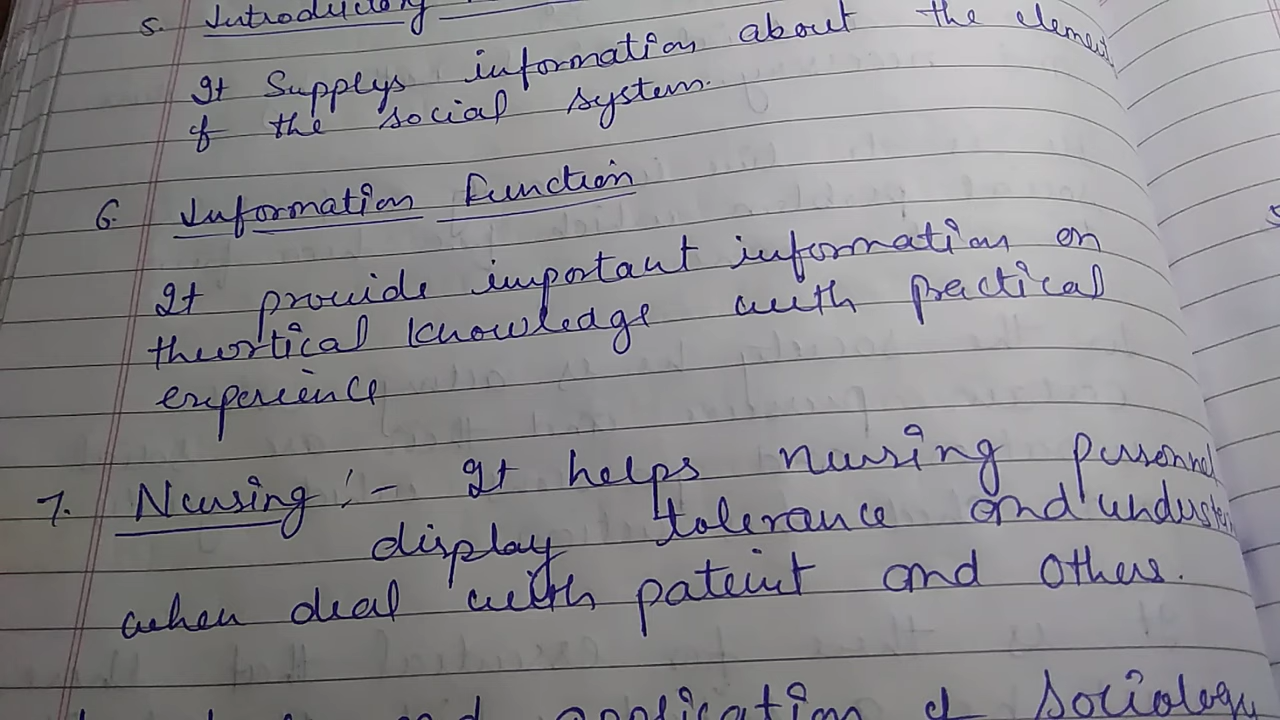 5. Introductory
It Supplys information about the element
of the social system.
6. Information Function
It provide important information on
theortical knowledge with practical
experience
7. Nursing :- It helps nursing personnel
display tolerance and
when deal with patient and others.
application of Sociology